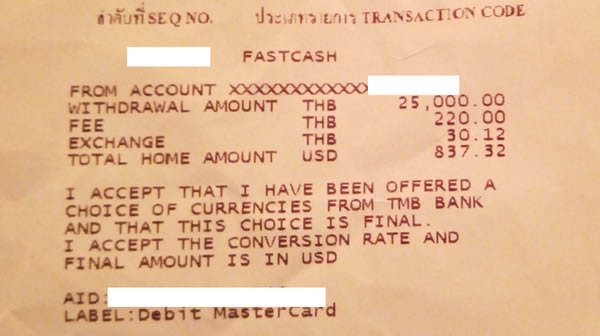 ลำดับที่ SEQ NO. ประเภทรายการ TRANSACTION CODE
FASTCASH
FROM ACCOUNT XXXXXXXXXXXX
WITHDRAWAL AMOUNT THB 25,000.00
FEE THB 220.00
EXCHANGE THB 30.12
TOTAL HOME AMOUNT USD 837.32
I ACCEPT THAT I HAVE BEEN OFFERED A
CHOICE OF CURRENCIES FROM TMB BANK
AND THAT THIS CHOICE IS FINAL.
I ACCEPT THE CONVERSION RATE AND
FINAL AMOUNT IS IN USD
AID:
LABEL:Debit MasterCard